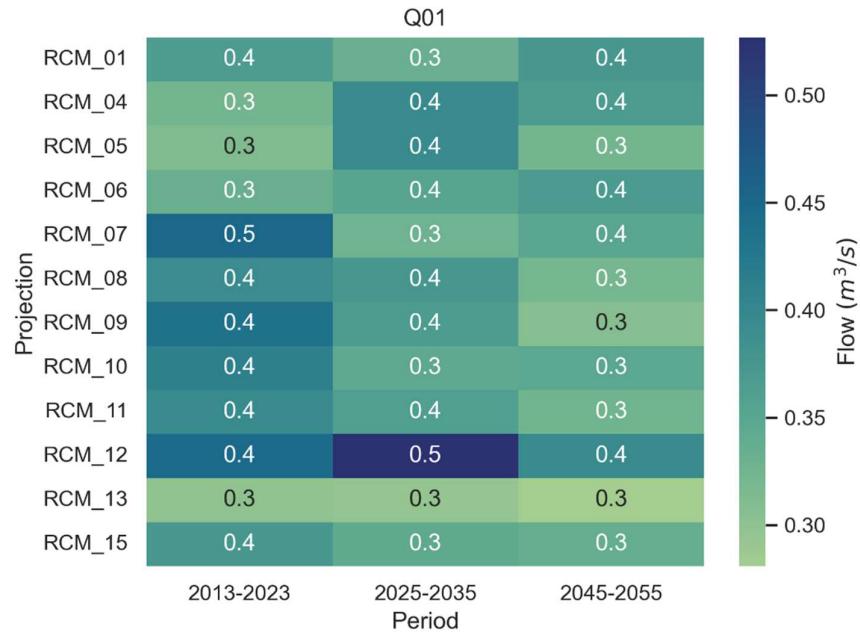 Q01
Projection
RCM_01 0.4 0.3 0.4
RCM_04 0.3 0.4 0.4
RCM_05 0.3 0.4 0.3
RCM_06 0.3 0.4 0.4
RCM_07 0.5 0.3 0.4
RCM_08 0.4 0.4 0.3
RCM_09 0.4 0.4 0.3
RCM_10 0.4 0.3 0.3
RCM_11 0.4 0.4 0.3
RCM_12 0.4 0.5 0.4
RCM_13 0.3 0.3 0.3
RCM_15 0.4 0.3 0.3
2013-2023 2025-2035 2045-2055
Period
0.50
0.45
0.40
0.35
0.30
Flow (m³/s)